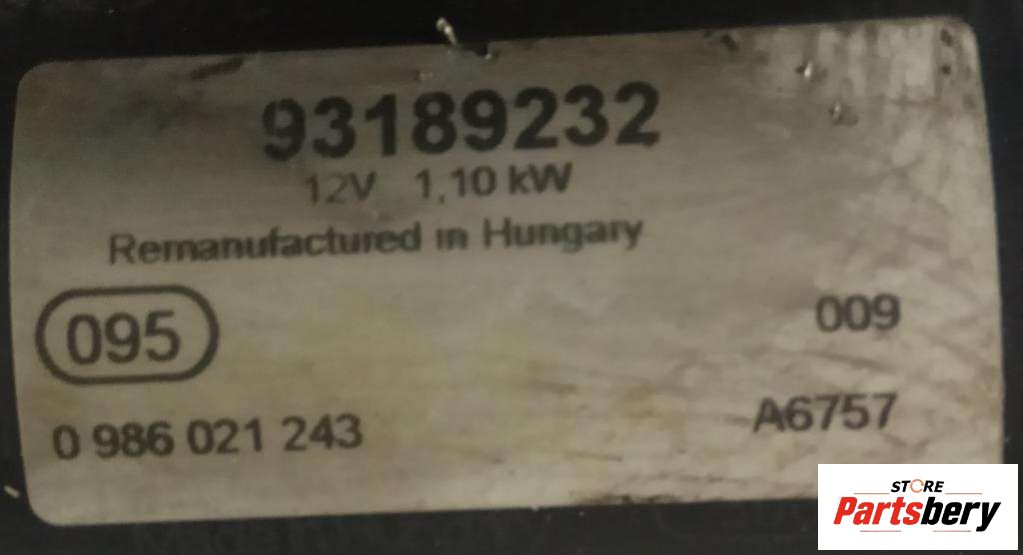 93189232
12V 1,10 kW
Remanufactured in Hungary
095
009
0 986 021 243
A6757
STORE
Partsbery